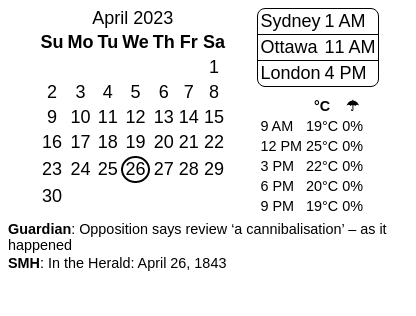 April 2023
Su Mo Tu We Th Fr Sa
1
2 3 4 5 6 7 8
9 10 11 12 13 14 15
16 17 18 19 20 21 22
23 24 25 26 27 28 29
30
Sydney 1 AM
Ottawa 11 AM
London 4 PM
°C ☂
9 AM 19°C 0%
12 PM 25°C 0%
3 PM 22°C 0%
6 PM 20°C 0%
9 PM 19°C 0%
Guardian: Opposition says review ‘a cannibalisation’ – as it
happened
SMH: In the Herald: April 26, 1843